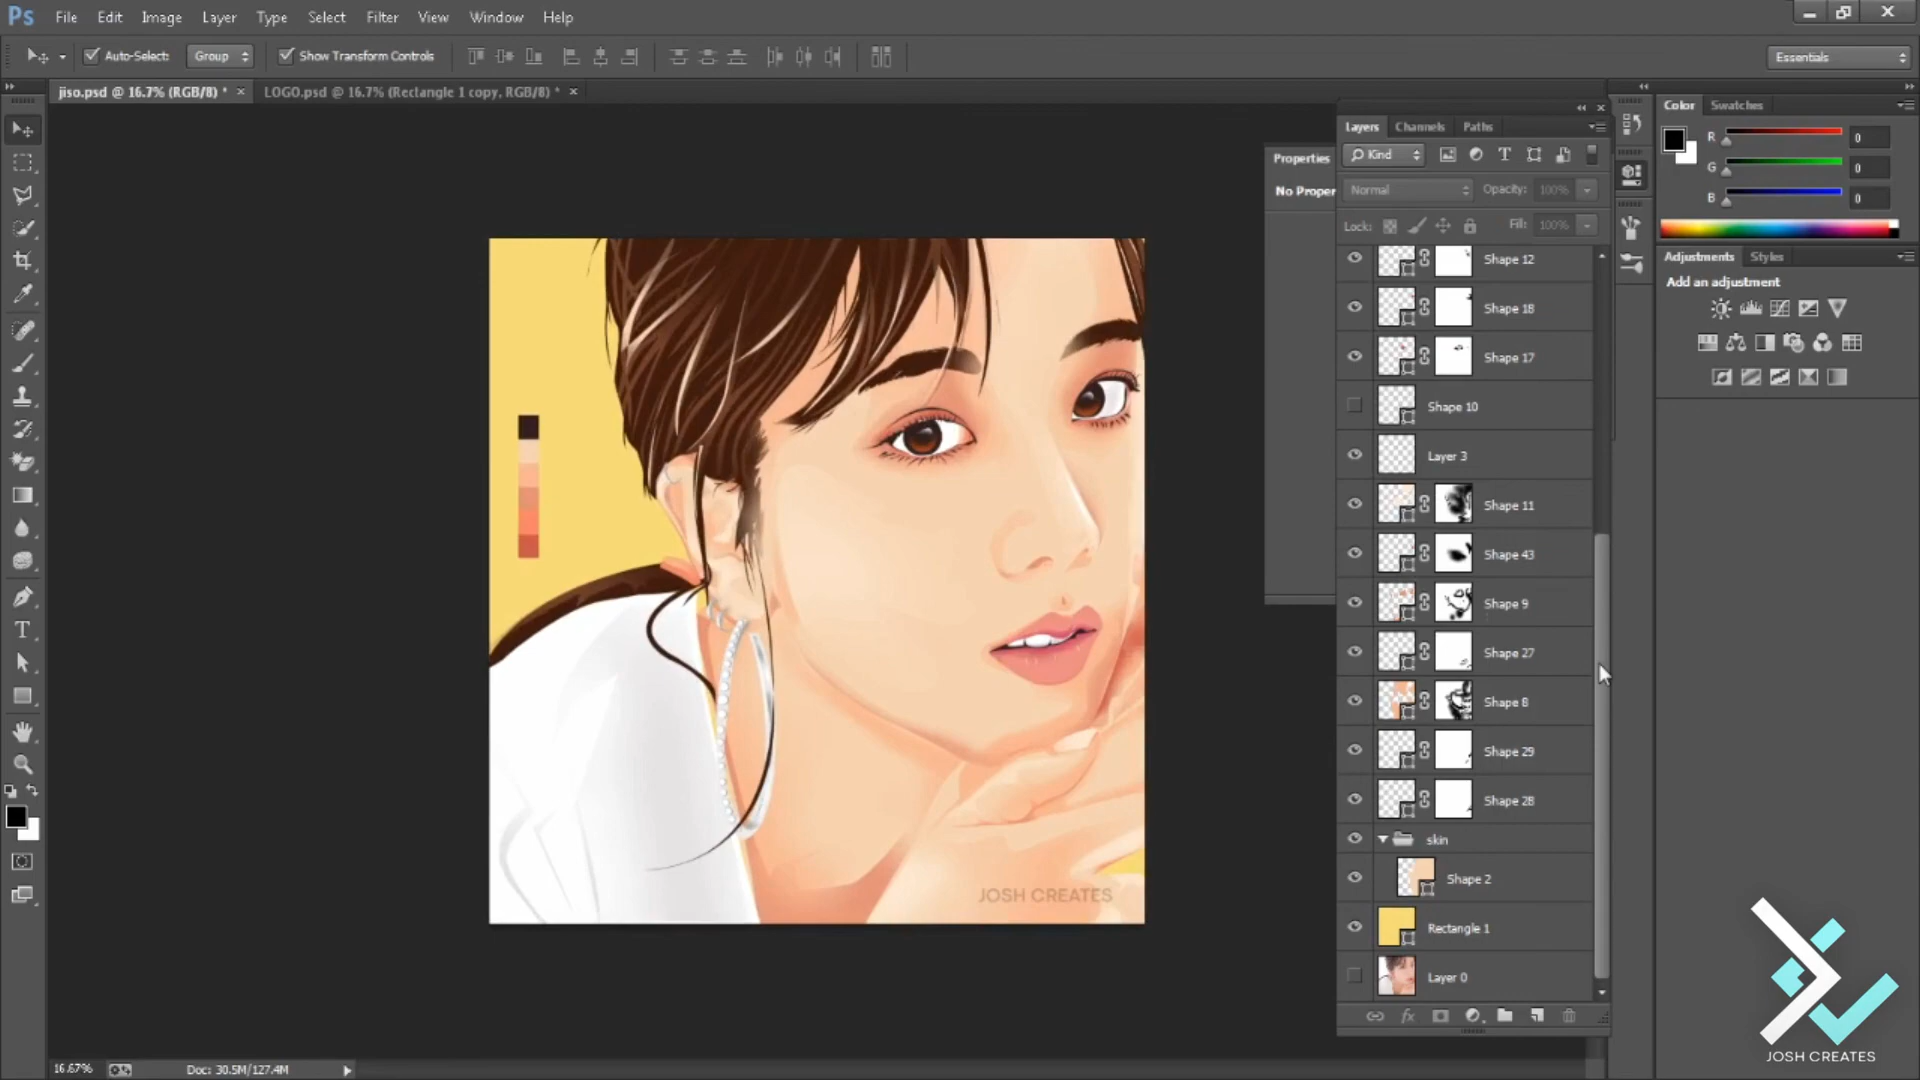 Ps File Edit Image Layer Type Select Filter View Window Help
Auto-Select: Group Show Transform Controls Essentials
jiso.psd @ 16.7% (RGB/8) * × LOGO.psd @ 16.7% (Rectangle 1 copy, RGB/8) * ×
Layers Channels Paths
Kind T
Normal Opacity: 100%
Lock: Fill: 100%
Shape 12
Shape 18
Shape 17
Shape 10
Layer 3
Shape 11
Shape 43
Shape 9
Shape 27
Shape 8
Shape 29
Shape 28
skin
Shape 2
Rectangle 1
Layer 0
fx
Properties
No Proper
Color Swatches
R 0
G 0
B 0
Adjustments Styles
Add an adjustment
T
JOSH CREATES
JOSH CREATES
16.67% Doc: 30.5M/127.4M